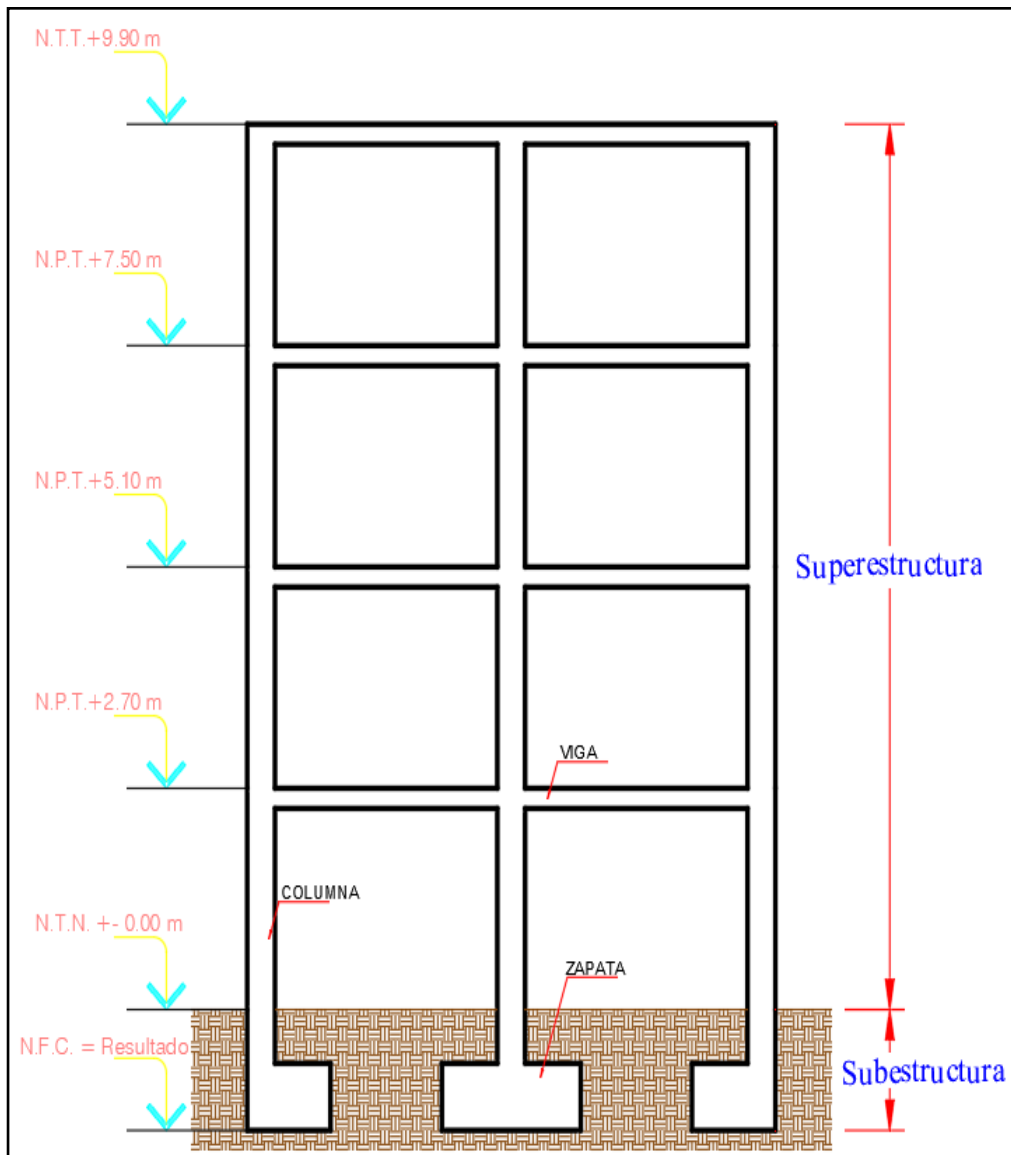 N.T.T.+9.90 m
N.P.T.+7.50 m
N.P.T.+5.10 m
Superestructura
N.P.T.+2.70 m
VIGA
COLUMNA
N.T.N. +- 0.00 m
ZAPATA
N.F.C. = Resultado
Subestructura